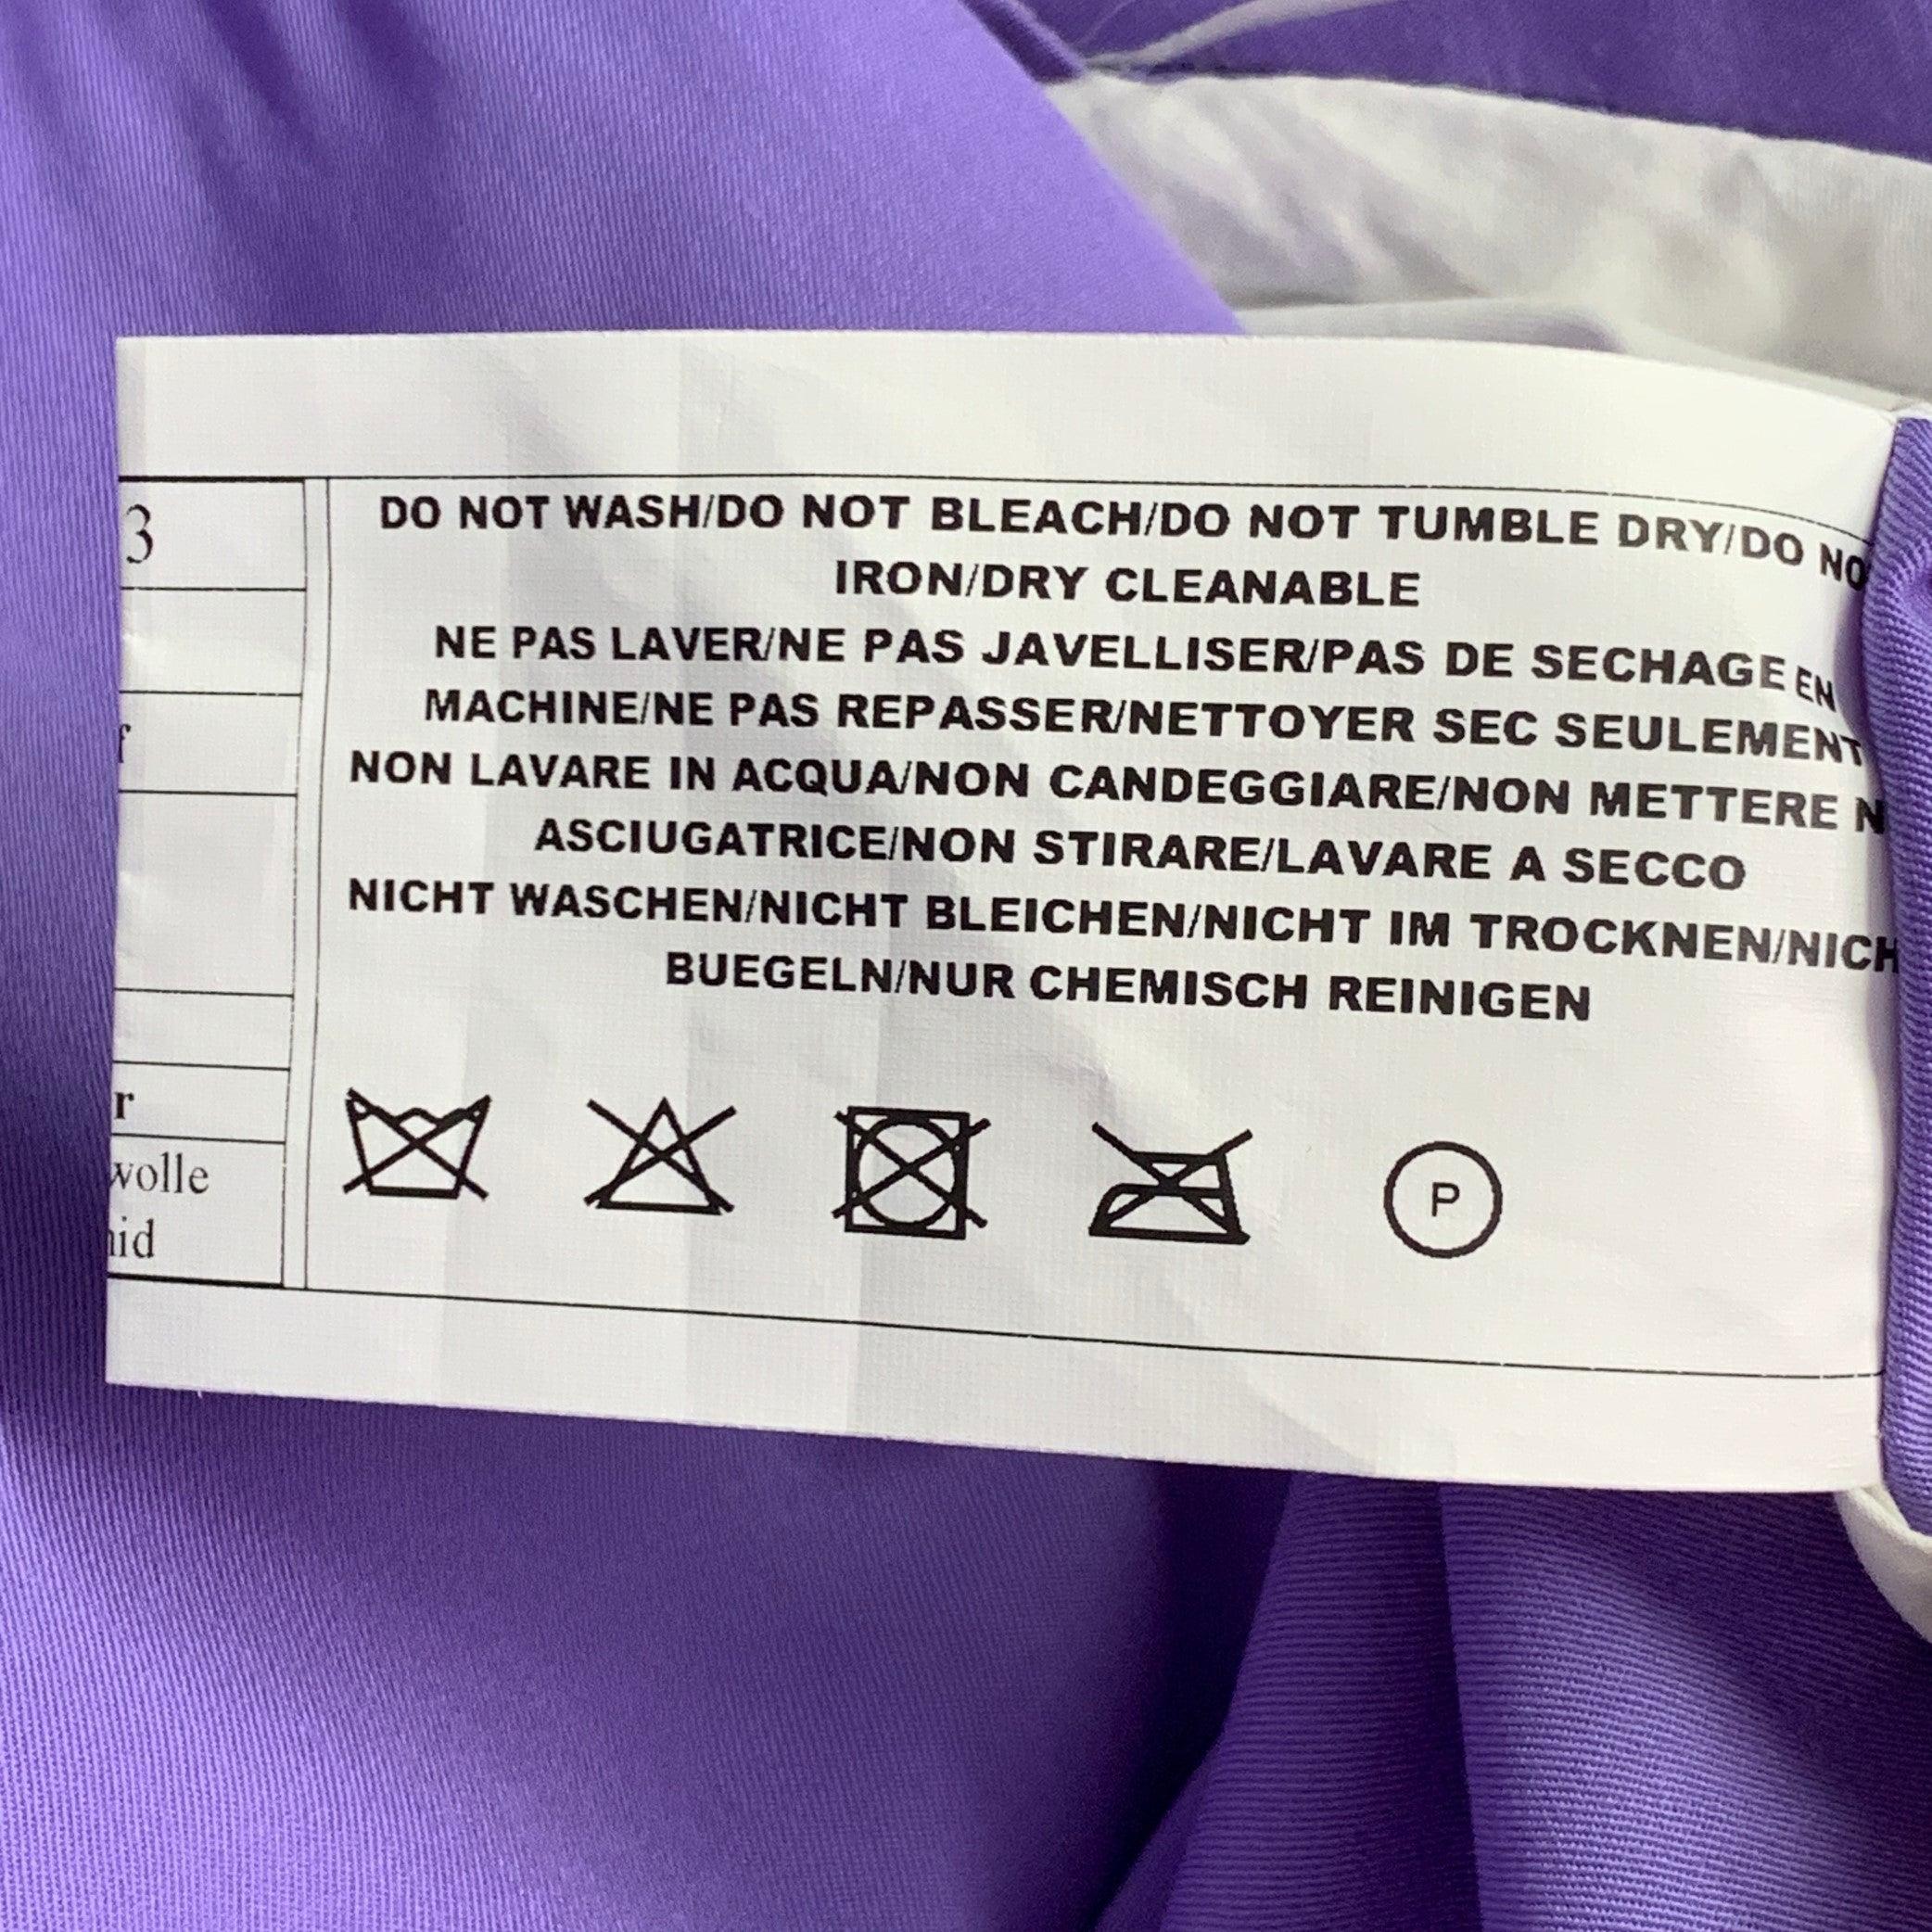 3
DO NOT WASH/DO NOT BLEACH/DO NOT TUMBLE DRY/DO NO
IRON/DRY CLEANABLE
NE PAS LAVER/NE PAS JAVELLISER/PAS DE SECHAGE EN
MACHINE/NE PAS REPASSER/NETTOYER SEC SEULEMENT
NON LAVARE IN ACQUA/NON CANDEGGIARE/NON METTERE N
ASCIUGATRICE/NON STIRARE/LAVARE A SECCO
NICHT WASCHEN/NICHT BLEICHEN/NICHT IM TROCKNEN/NICH
BUEGELN/NUR CHEMISCH REINIGEN
f
r
wolle
id
P